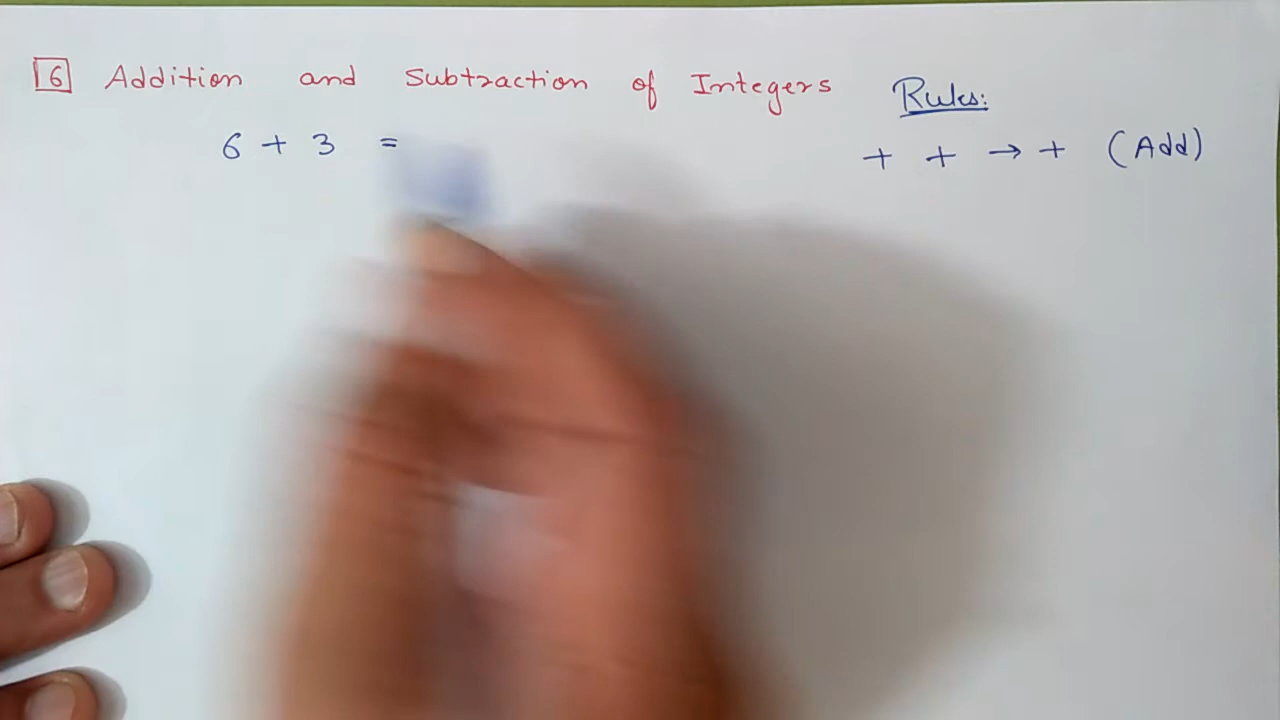 6 Addition and Subtraction of Integers
Rules:
6 + 3 =
+ + → + (Add)